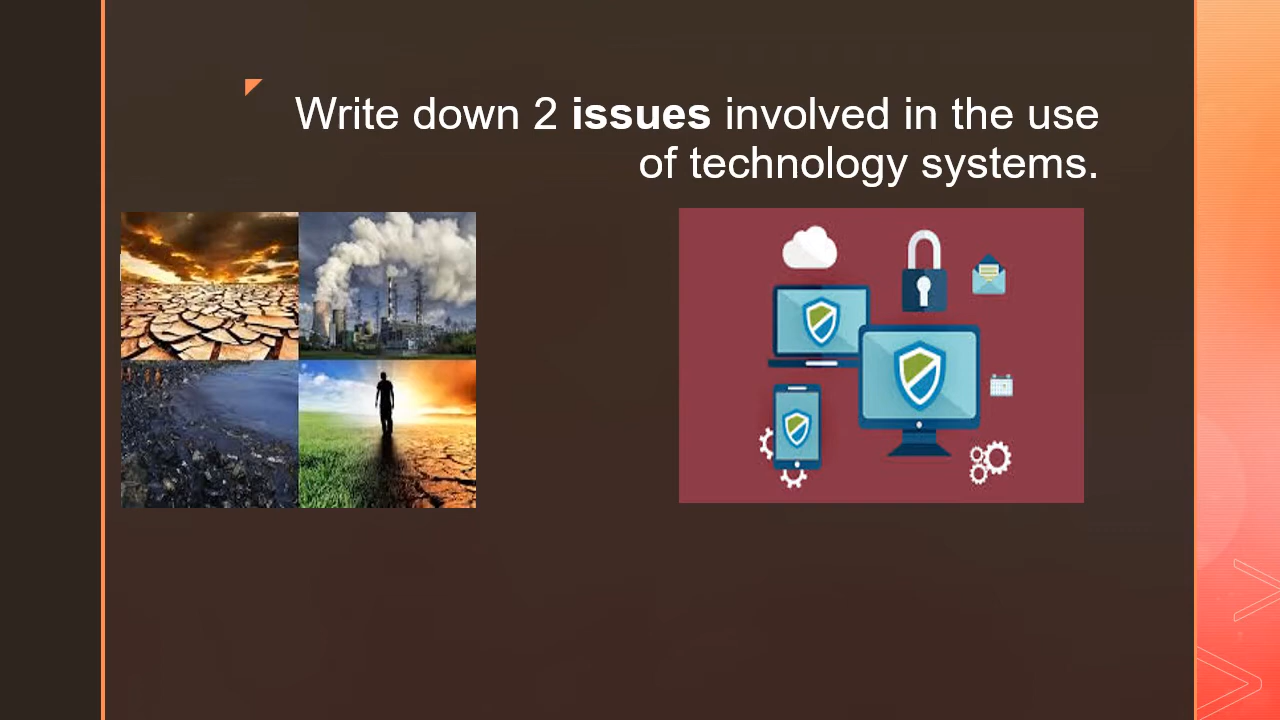 Write down 2 issues involved in the use
of technology systems.